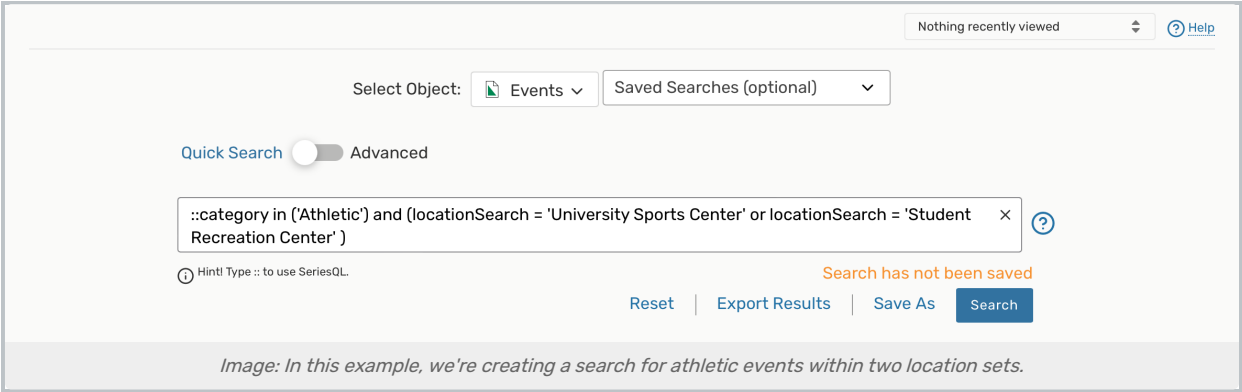 Nothing recently viewed
Help
Select Object: Events Saved Searches (optional)
Quick Search Advanced
::category in ('Athletic') and (locationSearch = 'University Sports Center' or locationSearch = 'Student
Recreation Center' )
Hint! Type :: to use SeriesQL.
Search has not been saved
Reset Export Results Save As Search
Image: In this example, we're creating a search for athletic events within two location sets.